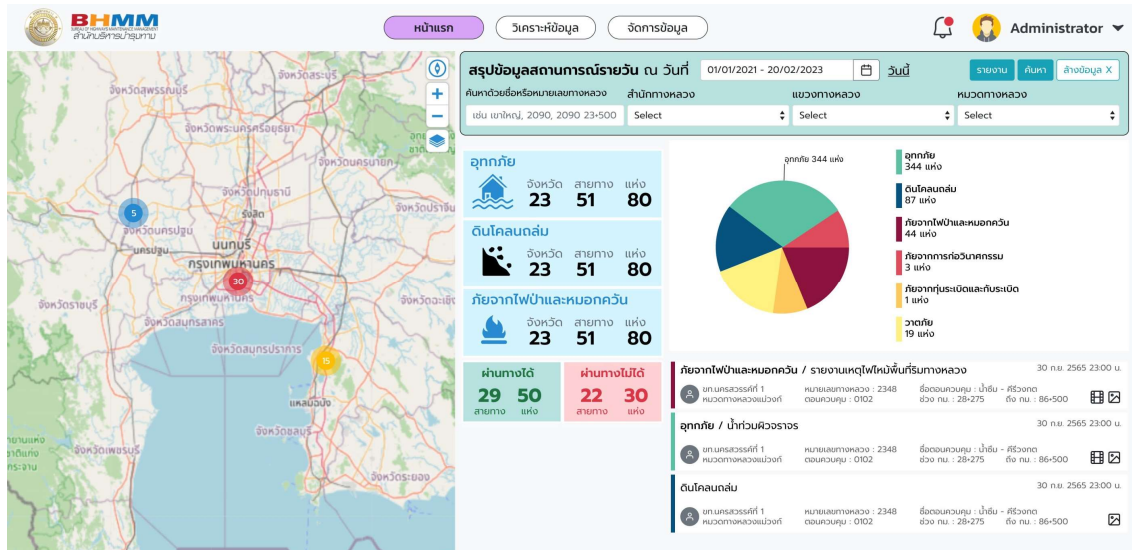 BHMM
BUREAU OF HIGHWAYS MAINTENANCE MANAGEMENT
สำนักบริหารบำรุงทาง
หน้าแรก
วิเคราะห์ข้อมูล
จัดการข้อมูล
Administrator
จังหวัดสระบุรี
จังหวัดสุพรรณบุรี
จังหวัดพระนครศรีอยุธยา
จังหวัดนครนายก
จังหวัดปทุมธานี
รังสิต
จังหวัดปราจีน
5
จังหวัดนครปฐม
นครปฐม
นนทบุรี
กรุงเทพมหานคร
30
กรุงเทพมหานคร
จังหวัดราชบุรี
จังหวัดฉะเชิง
จังหวัดสมุทรสาคร
จังหวัดสมุทรปราการ
15
แหลมฉบัง
จังหวัดชลบุรี
จังหวัดเพชรบุรี
จังหวัดระยอง
สรุปข้อมูลสถานการณ์รายวัน ณ วันที่
01/01/2021 - 20/02/2023
วันนี้
รายงาน
ค้นหา
ล้างข้อมูล X
ค้นหาด้วยชื่อหรือหมายเลขทางหลวง
สำนักทางหลวง
แขวงทางหลวง
หมวดทางหลวง
เช่น เขาใหญ่, 2090, 2090 23+500
Select
Select
Select
อุทกภัย
จังหวัด สายทาง แห่ง
23 51 80
ดินโคลนถล่ม
จังหวัด สายทาง แห่ง
23 51 80
ภัยจากไฟป่าและหมอกควัน
จังหวัด สายทาง แห่ง
23 51 80
ผ่านทางได้
29 50
สายทาง แห่ง
ผ่านทางไม่ได้
22 30
สายทาง แห่ง
อุทกภัย 344 แห่ง
อุทกภัย
344 แห่ง
ดินโคลนถล่ม
87 แห่ง
ภัยจากไฟป่าและหมอกควัน
44 แห่ง
ภัยจากการก่อวินาศกรรม
3 แห่ง
ภัยจากทุ่นระเบิดและกับระเบิด
1 แห่ง
วาตภัย
19 แห่ง
ภัยจากไฟป่าและหมอกควัน / รายงานเหตุไฟไหม้พื้นที่ริมทางหลวง
30 ก.ย. 2565 23:00 น.
ขท.นครสวรรค์ที่ 1 หมายเลขทางหลวง : 2348 ชื่อตอนควบคุม : น้ำซึม - ศิริวงกต
หมวดทางหลวงแม่วงก์ ตอนควบคุม : 0102 ช่วง กม. : 28+275 ถึง กม. : 86+500
อุทกภัย / น้ำท่วมผิวจราจร
30 ก.ย. 2565 23:00 น.
ขท.นครสวรรค์ที่ 1 หมายเลขทางหลวง : 2348 ชื่อตอนควบคุม : น้ำซึม - ศิริวงกต
หมวดทางหลวงแม่วงก์ ตอนควบคุม : 0102 ช่วง กม. : 28+275 ถึง กม. : 86+500
ดินโคลนถล่ม
30 ก.ย. 2565 23:00 น.
ขท.นครสวรรค์ที่ 1 หมายเลขทางหลวง : 2348 ชื่อตอนควบคุม : น้ำซึม - ศิริวงกต
หมวดทางหลวงแม่วงก์ ตอนควบคุม : 0102 ช่วง กม. : 28+275 ถึง กม. : 86+500